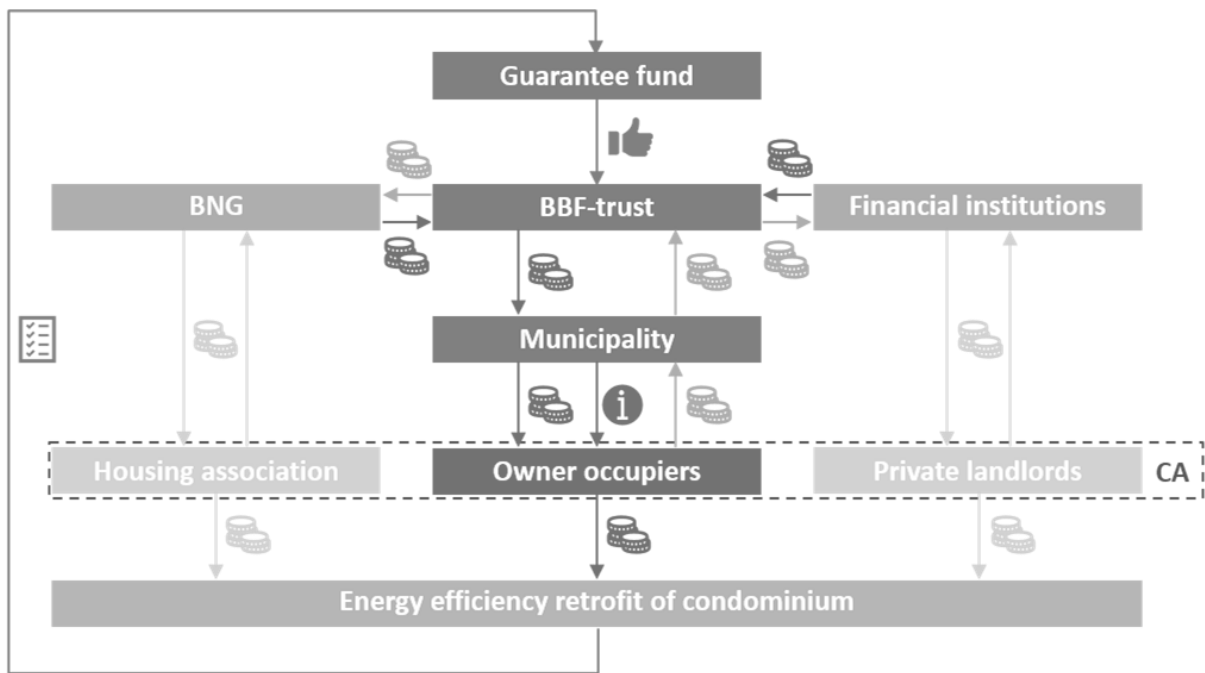 Guarantee fund
BNG
BBF-trust
Financial institutions
Municipality
i
Housing association
Owner occupiers
Private landlords
CA
Energy efficiency retrofit of condominium